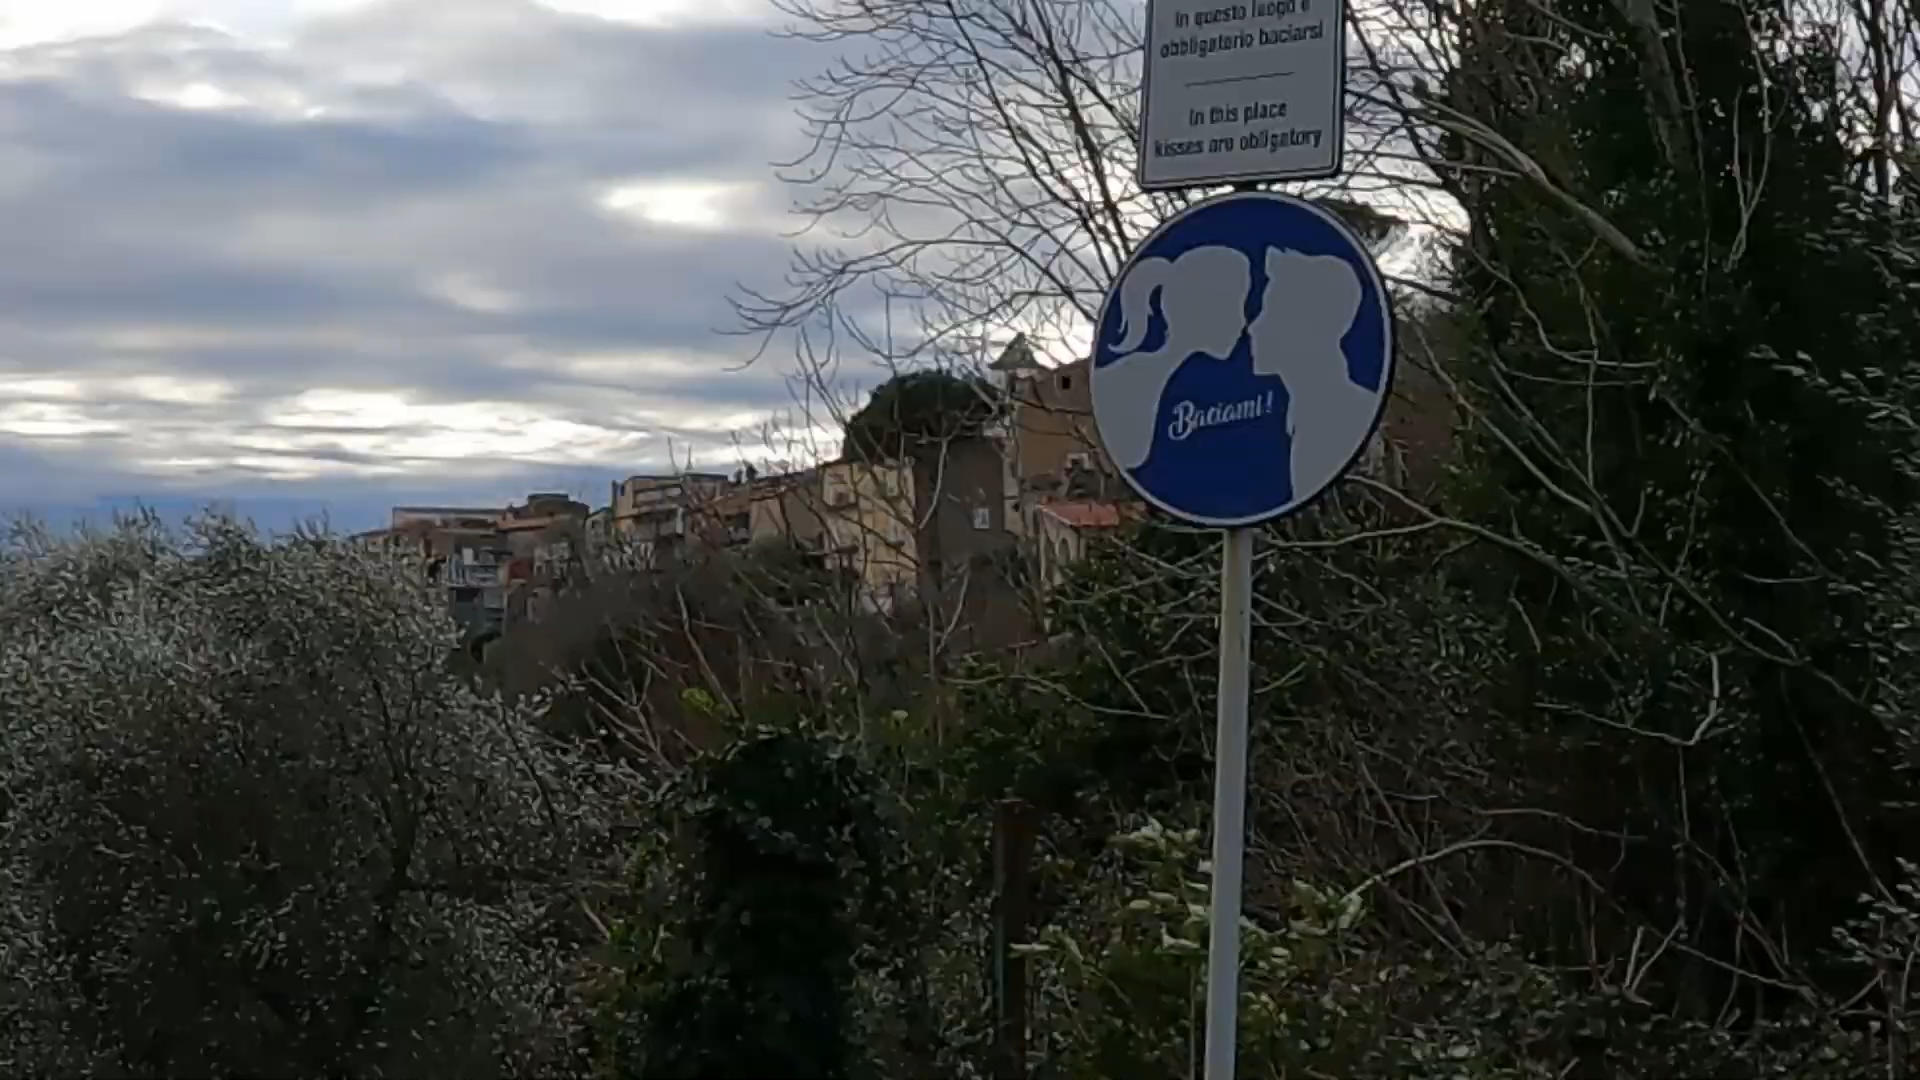 In questo luogo è
obbligatorio baciarsi
In this place
kisses are obligatory
Baciami!